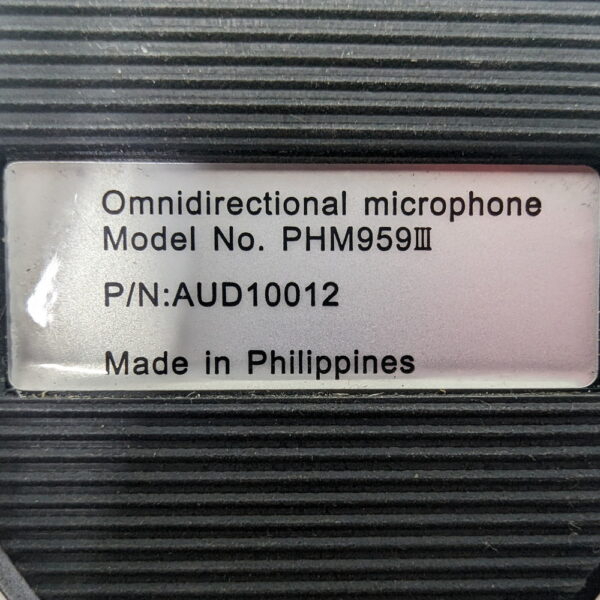 Omnidirectional microphone
Model No. PHM959Ⅲ
P/N:AUD10012
Made in Philippines